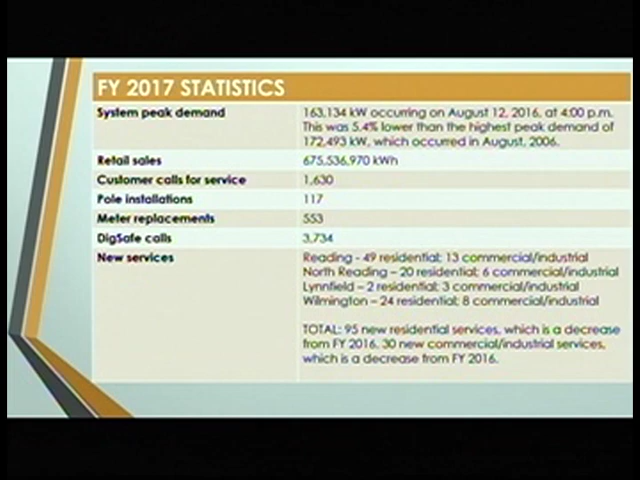 FY 2017 STATISTICS
System peak demand
163,134 kW occurring on August 12, 2016, at 4:00 p.m.
This was 5.4% lower than the highest peak demand of
172,493 kW, which occurred in August, 2006.
Retail sales
675,536,970 kWh
Customer calls for service
1,630
Pole installations
117
Meter replacements
553
DigSafe calls
3,734
New services
Reading - 49 residential; 13 commercial/industrial
North Reading – 20 residential; 6 commercial/industrial
Lynnfield – 2 residential; 3 commercial/industrial
Wilmington – 24 residential; 8 commercial/industrial
TOTAL: 95 new residential services, which is a decrease
from FY 2016. 30 new commercial/industrial services,
which is a decrease from FY 2016.